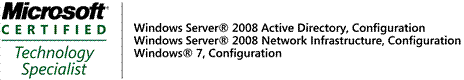 Microsoft®
CERTIFIED
Technology
Specialist
Windows Server® 2008 Active Directory, Configuration
Windows Server® 2008 Network Infrastructure, Configuration
Windows® 7, Configuration